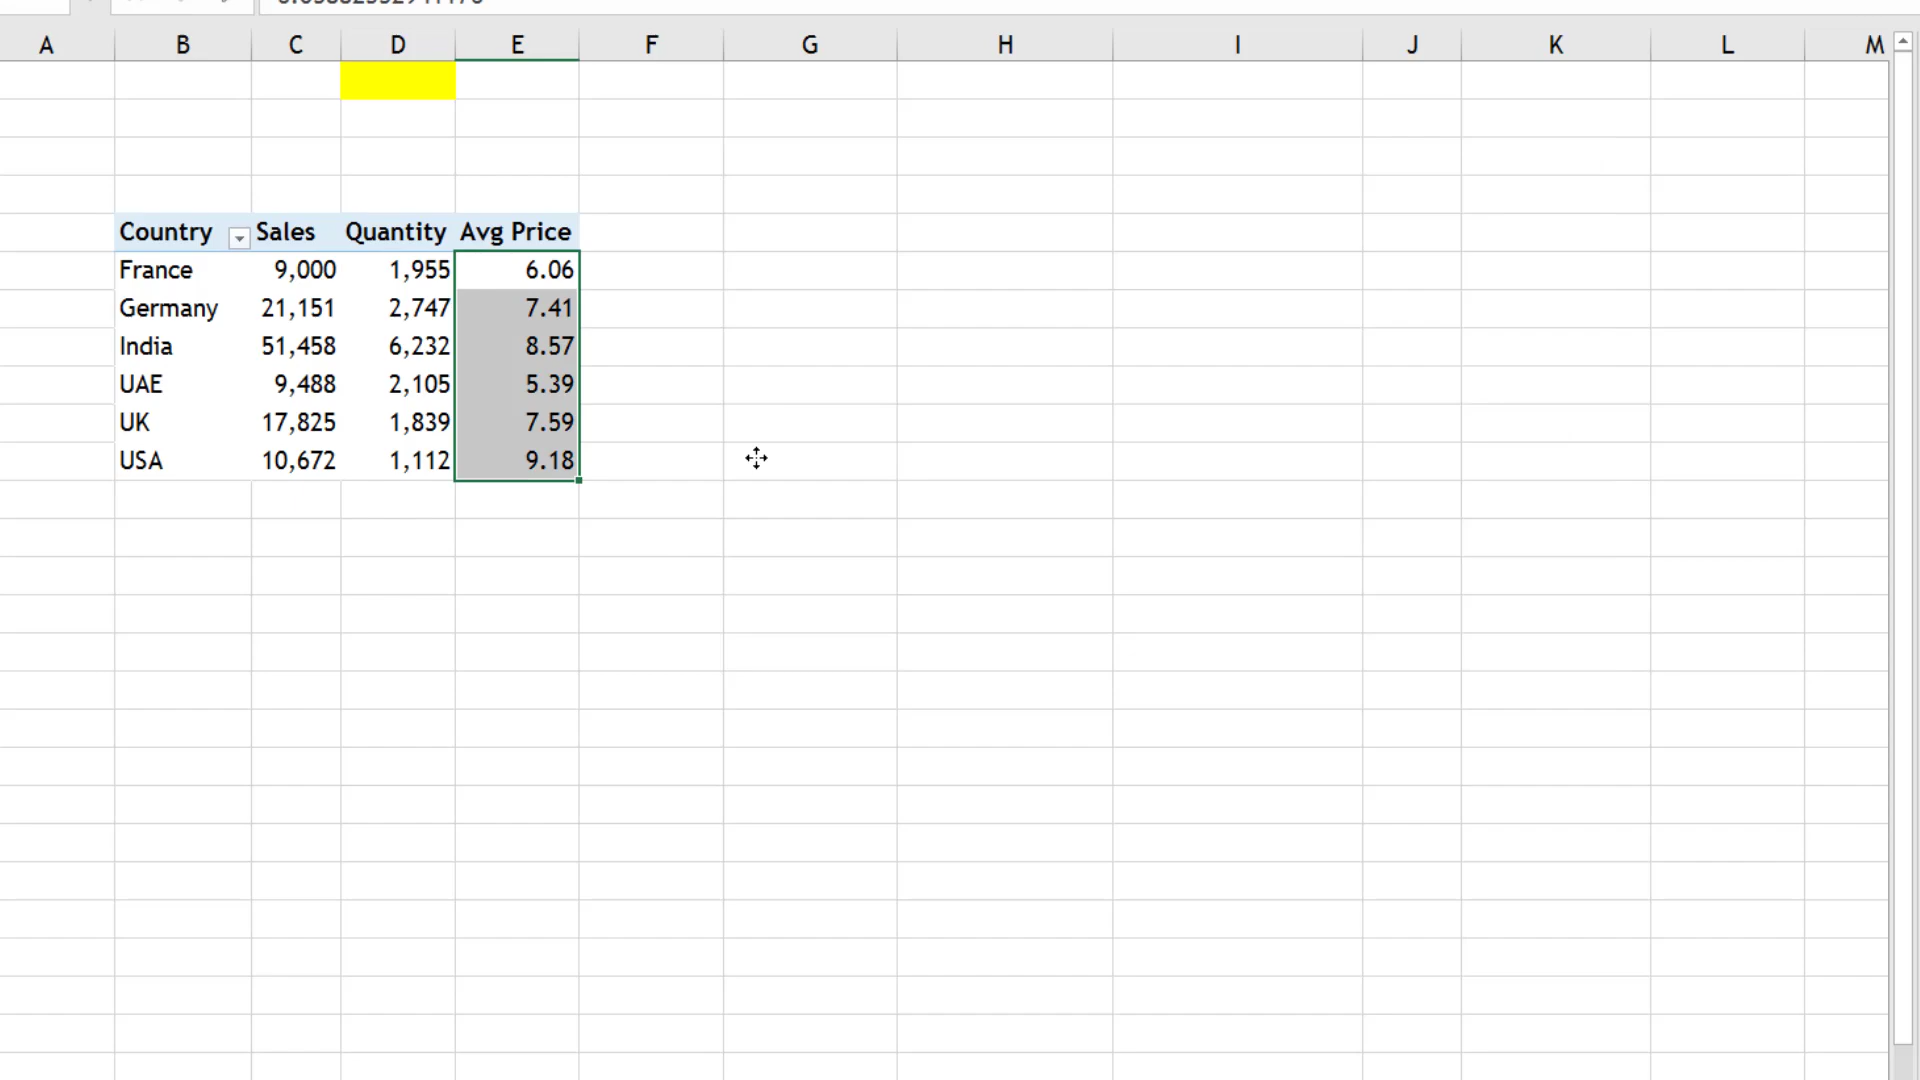 A B C D E F G H I J K L M
Country Sales Quantity Avg Price
France 9,000 1,955 6.06
Germany 21,151 2,747 7.41
India 51,458 6,232 8.57
UAE 9,488 2,105 5.39
UK 17,825 1,839 7.59
USA 10,672 1,112 9.18